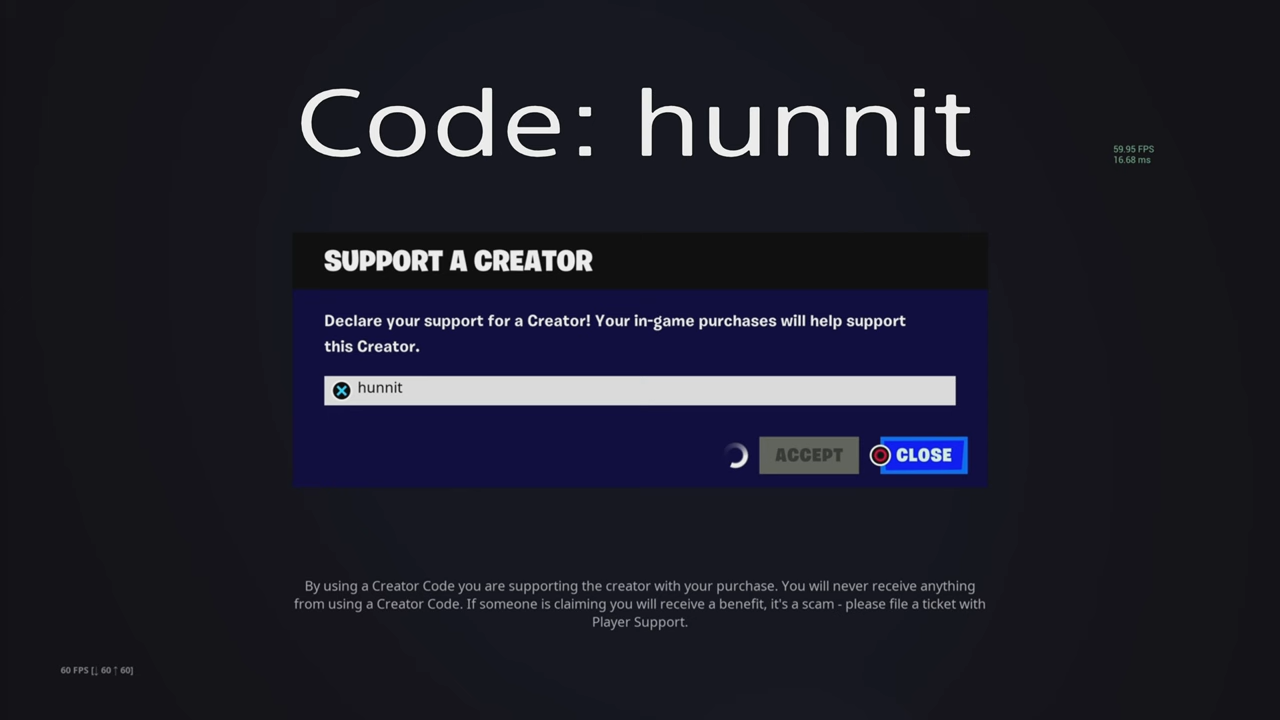 Code: hunnit
59.95 FPS
16.68 ms
SUPPORT A CREATOR
Declare your support for a Creator! Your in-game purchases will help support
this Creator.
hunnit
ACCEPT
CLOSE
By using a Creator Code you are supporting the creator with your purchase. You will never receive anything
from using a Creator Code. If someone is claiming you will receive a benefit, it's a scam - please file a ticket with
Player Support.
60 FPS [↓ 60 ↑ 60]